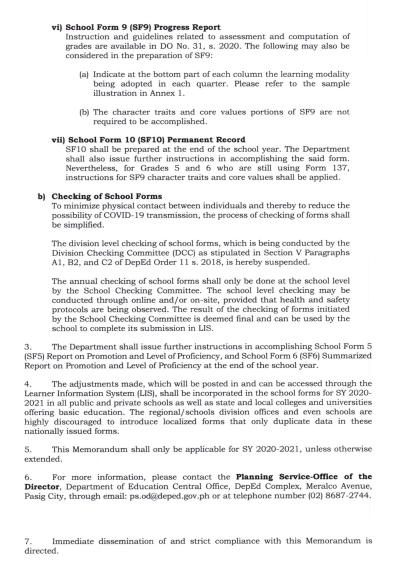 vi) School Form 9 (SF9) Progress Report
Instruction and guidelines related to assessment and computation of
grades are available in DO No. 31, s. 2020. The following may also be
considered in the preparation of SF9:
(a) Indicate at the bottom part of each column the learning modality
being adopted in each quarter. Please refer to the sample
illustration in Annex 1.
(b) The character traits and core values portions of SF9 are not
required to be accomplished.
vii) School Form 10 (SF10) Permanent Record
SF10 shall be prepared at the end of the school year. The Department
shall also issue further instructions in accomplishing the said form.
Nevertheless, for Grades 5 and 6 who are still using Form 137,
instructions for SF9 character traits and core values shall be applied.
b) Checking of School Forms
To minimize physical contact between individuals and thereby to reduce the
possibility of COVID-19 transmission, the process of checking of forms shall
be simplified.
The division level checking of school forms, which is being conducted by the
Division Checking Committee (DCC) as stipulated in Section V Paragraphs
A1, B2, and C2 of DepEd Order 11 s. 2018, is hereby suspended.
The annual checking of school forms shall only be done at the school level
by the School Checking Committee. The school level checking may be
conducted through online and/or on-site, provided that health and safety
protocols are being observed. The result of the checking of forms initiated
by the School Checking Committee is deemed final and can be used by the
school to complete its submission in LIS.
3. The Department shall issue further instructions in accomplishing School Form 5
(SF5) Report on Promotion and Level of Proficiency, and School Form 6 (SF6) Summarized
Report on Promotion and Level of Proficiency at the end of the school year.
4. The adjustments made, which will be posted in and can be accessed through the
Learner Information System (LIS), shall be incorporated in the school forms for SY 2020-
2021 in all public and private schools as well as state and local colleges and universities
offering basic education. The regional/schools division offices and even schools are
highly discouraged to introduce localized forms that only duplicate data in these
nationally issued forms.
5. This Memorandum shall only be applicable for SY 2020-2021, unless otherwise
extended.
6. For more information, please contact the Planning Service-Office of the
Director, Department of Education Central Office, DepEd Complex, Meralco Avenue,
Pasig City, through email: ps.od@deped.gov.ph or at telephone number (02) 8687-2744.
7. Immediate dissemination of and strict compliance with this Memorandum is
directed.